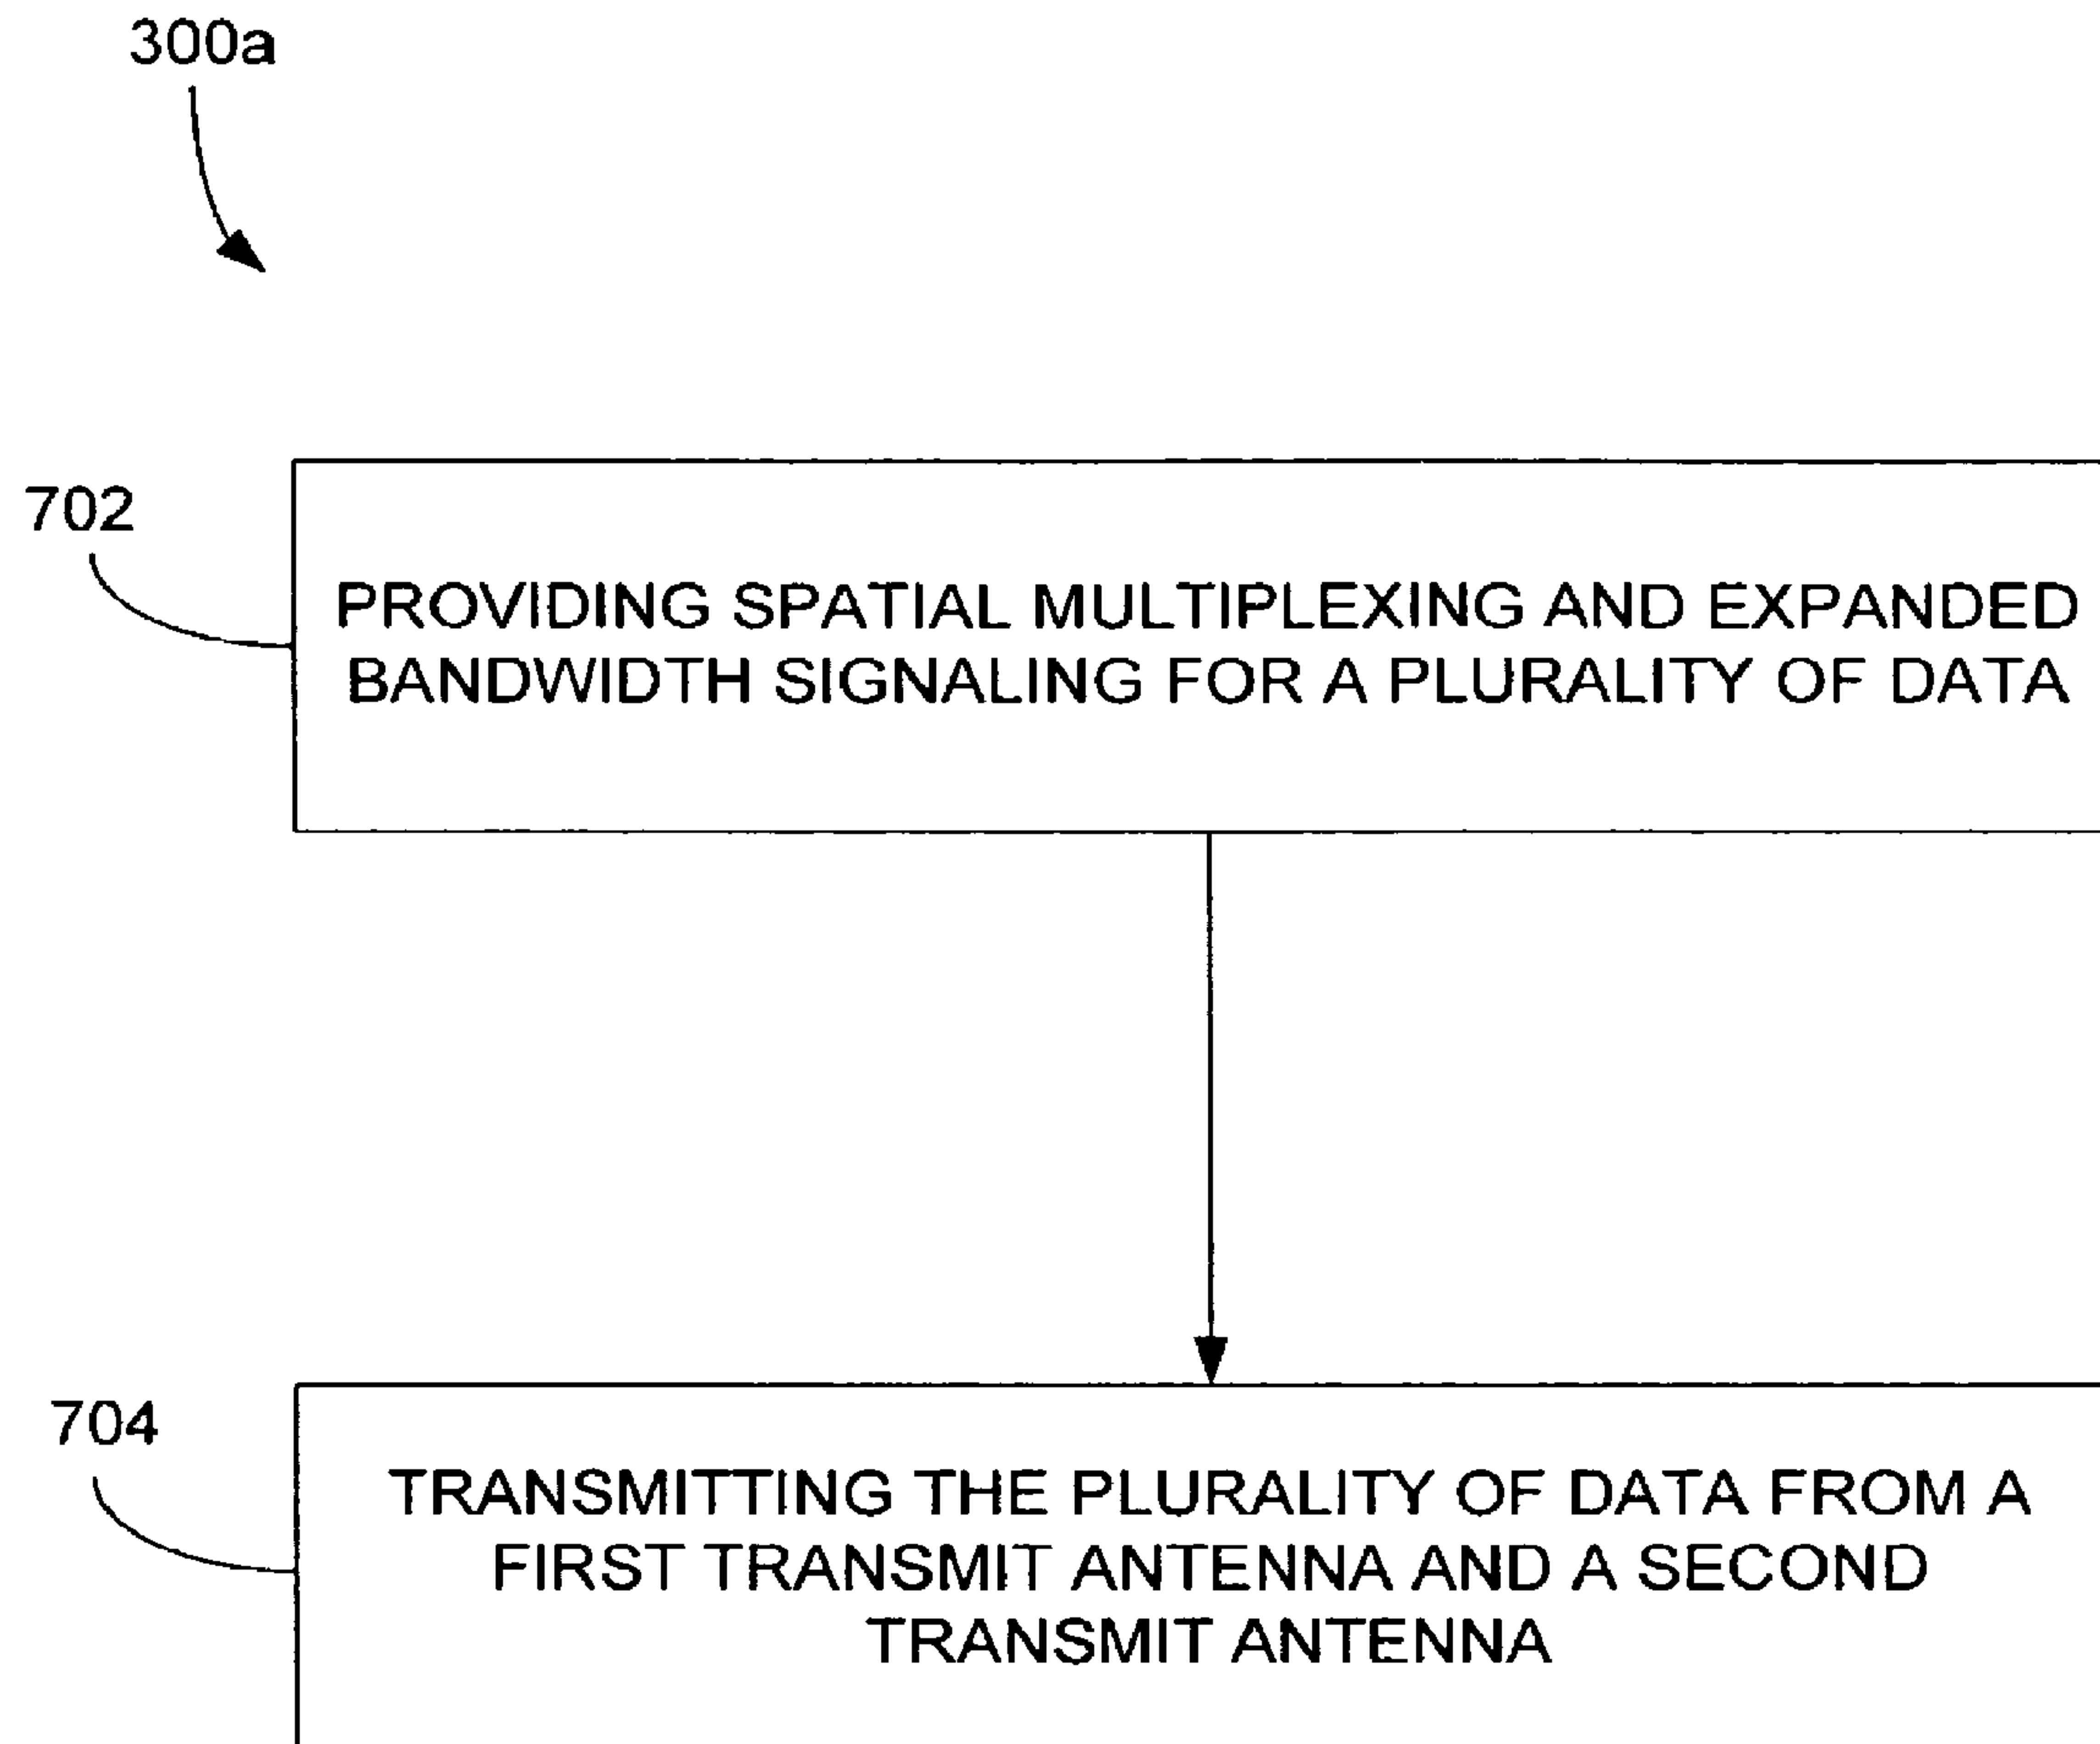 300a
702
PROVIDING SPATIAL MULTIPLEXING AND EXPANDED
BANDWIDTH SIGNALING FOR A PLURALITY OF DATA
704
TRANSMITTING THE PLURALITY OF DATA FROM A
FIRST TRANSMIT ANTENNA AND A SECOND
TRANSMIT ANTENNA